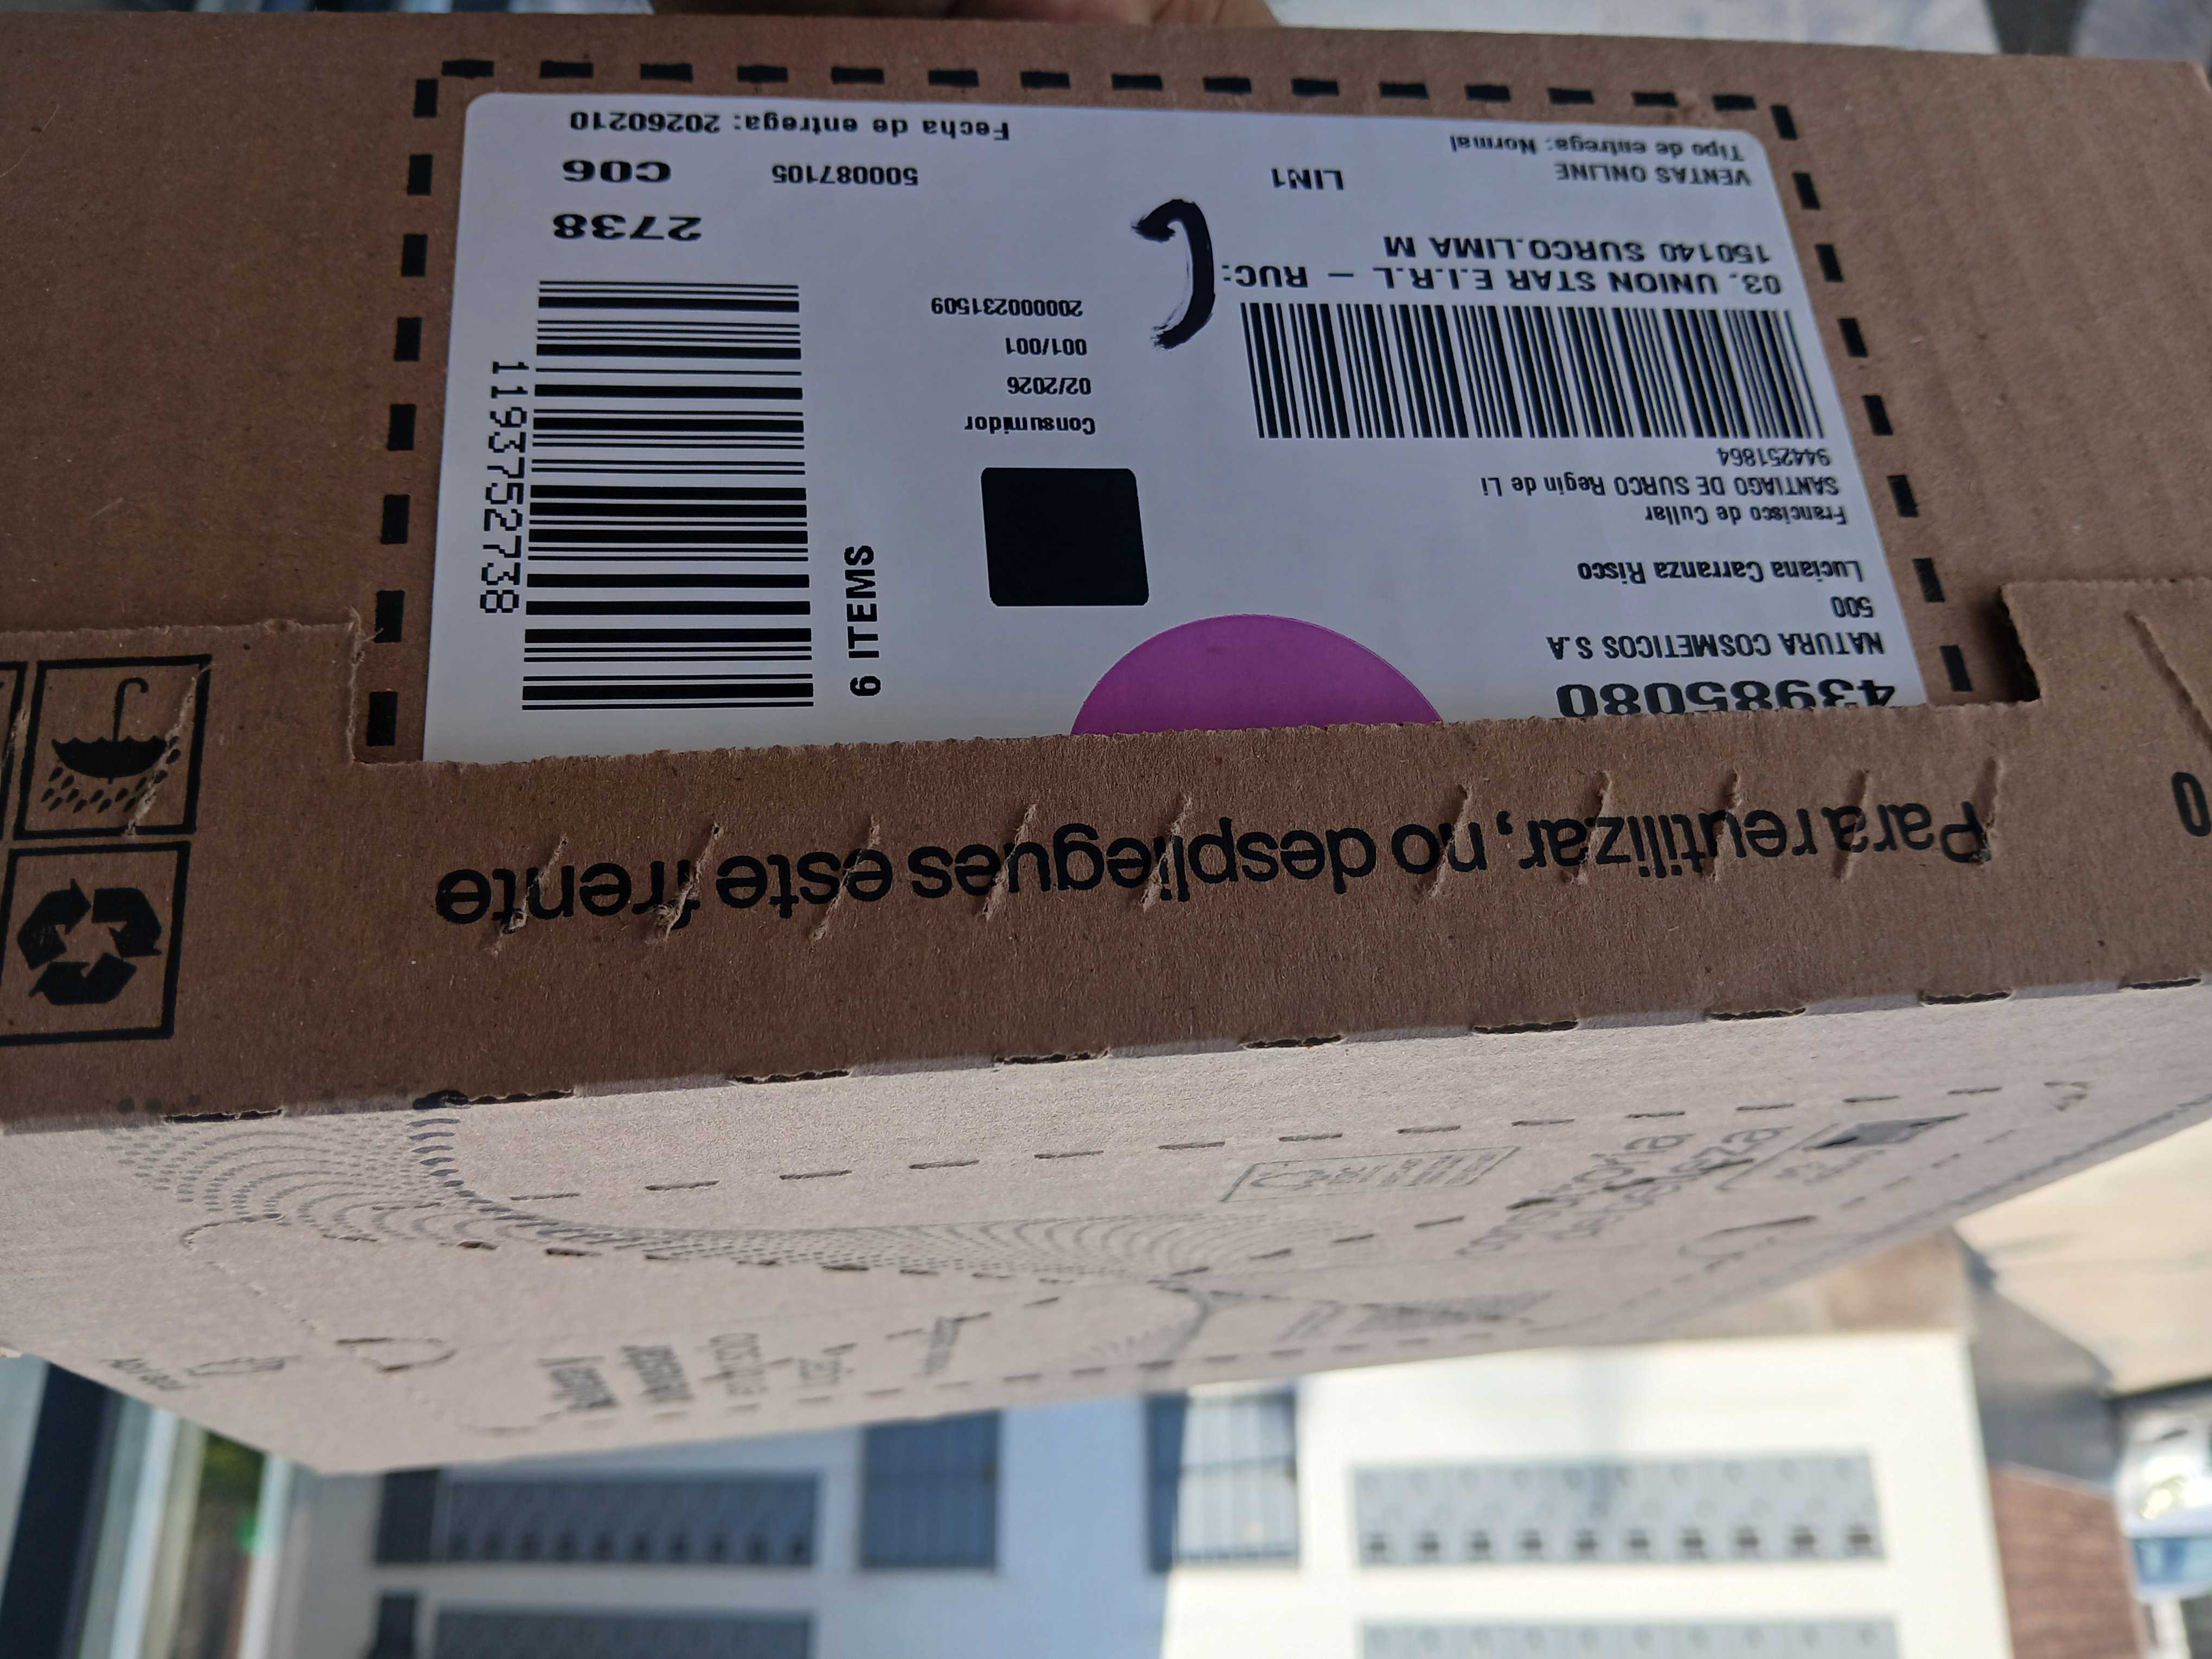 43985080
NATURA COSMETICOS S.A
500
Luciana Carranza Risco
Francisco de Cullar
SANTIAGO DE SURCO Regin de Li
944251864
03. UNION STAR E.I.R.L - RUC:
150140 SURCO.LIMA M
VENTAS ONLINE
LIN1
Tipo de entrega: Normal
Consumidor
02/2026
001/001
200000231509
6 ITEMS
1193752738
2738
500087105
C06
Fecha de entrega: 20260210
Para reutilizar, no despliegues este frente